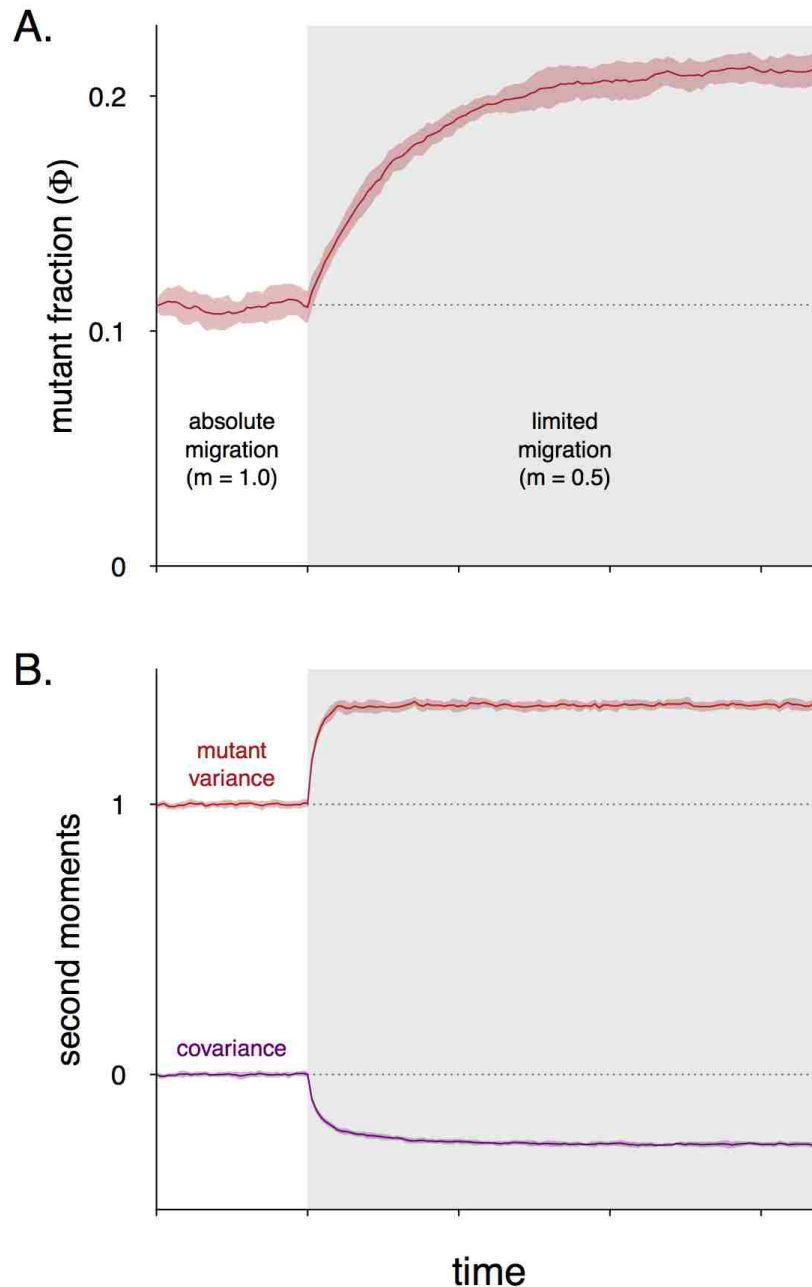 A.
mutant fraction (Φ)
0.2
0.1
0
absolute
migration
(m = 1.0)
limited
migration
(m = 0.5)
B.
second moments
mutant
variance
1
covariance
0
time